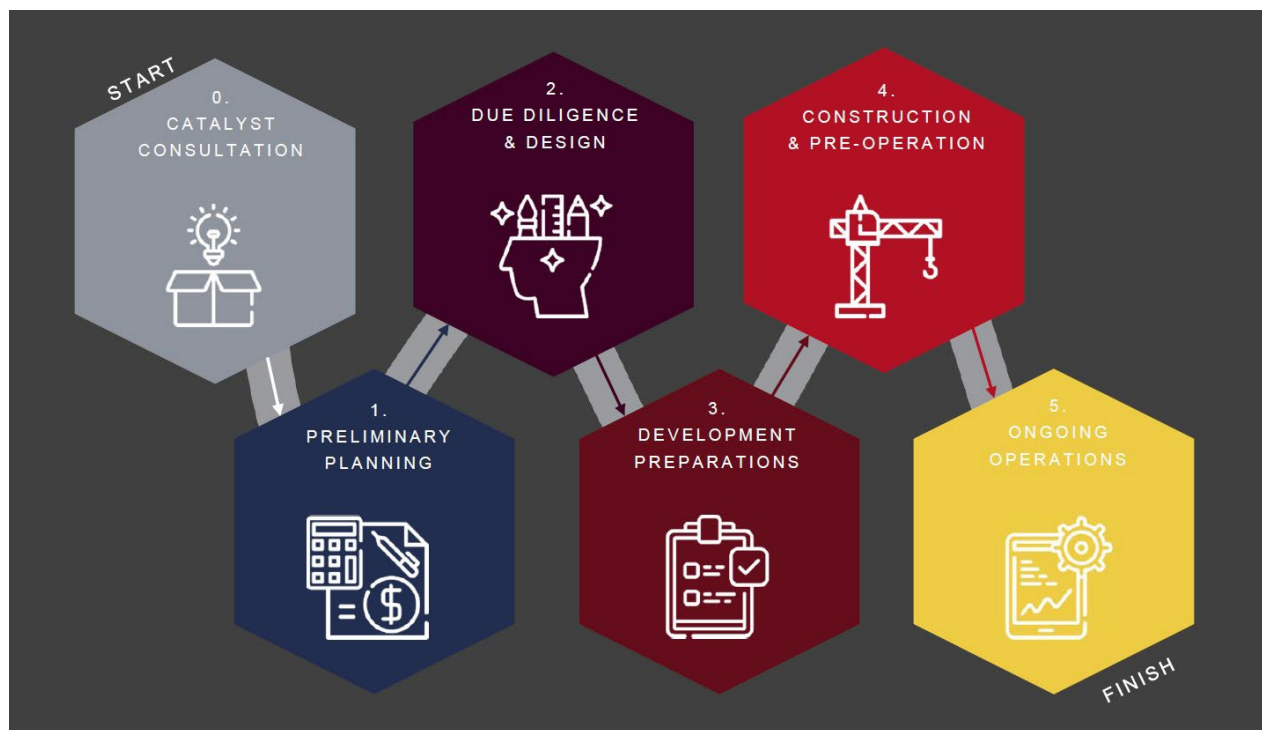 START
0.
CATALYST
CONSULTATION
1.
PRELIMINARY
PLANNING
2.
DUE DILIGENCE
& DESIGN
3.
DEVELOPMENT
PREPARATIONS
4.
CONSTRUCTION
& PRE-OPERATION
5.
ONGOING
OPERATIONS
FINISH